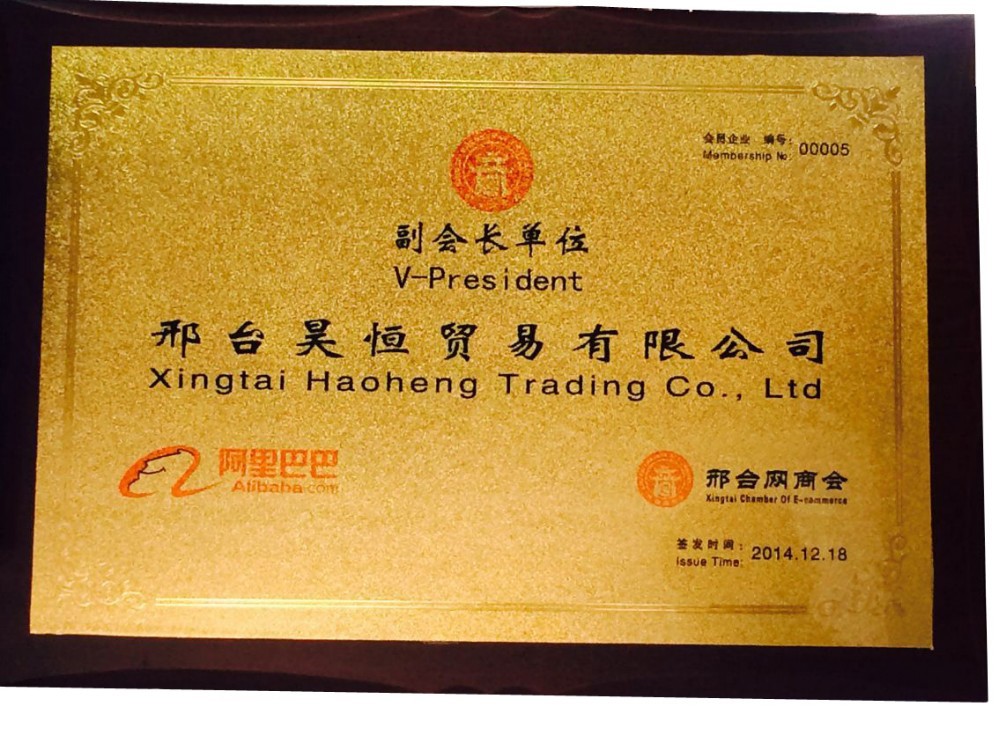 会员企业 编号:
Membership №: 00005
副会长单位
V-President
邢台昊恒贸易有限公司
Xingtai Haoheng Trading Co., Ltd
阿里巴巴
Alibaba.com
邢台网商会
Xingtai Chamber Of E-commerce
签发时间:
Issue Time: 2014.12.18